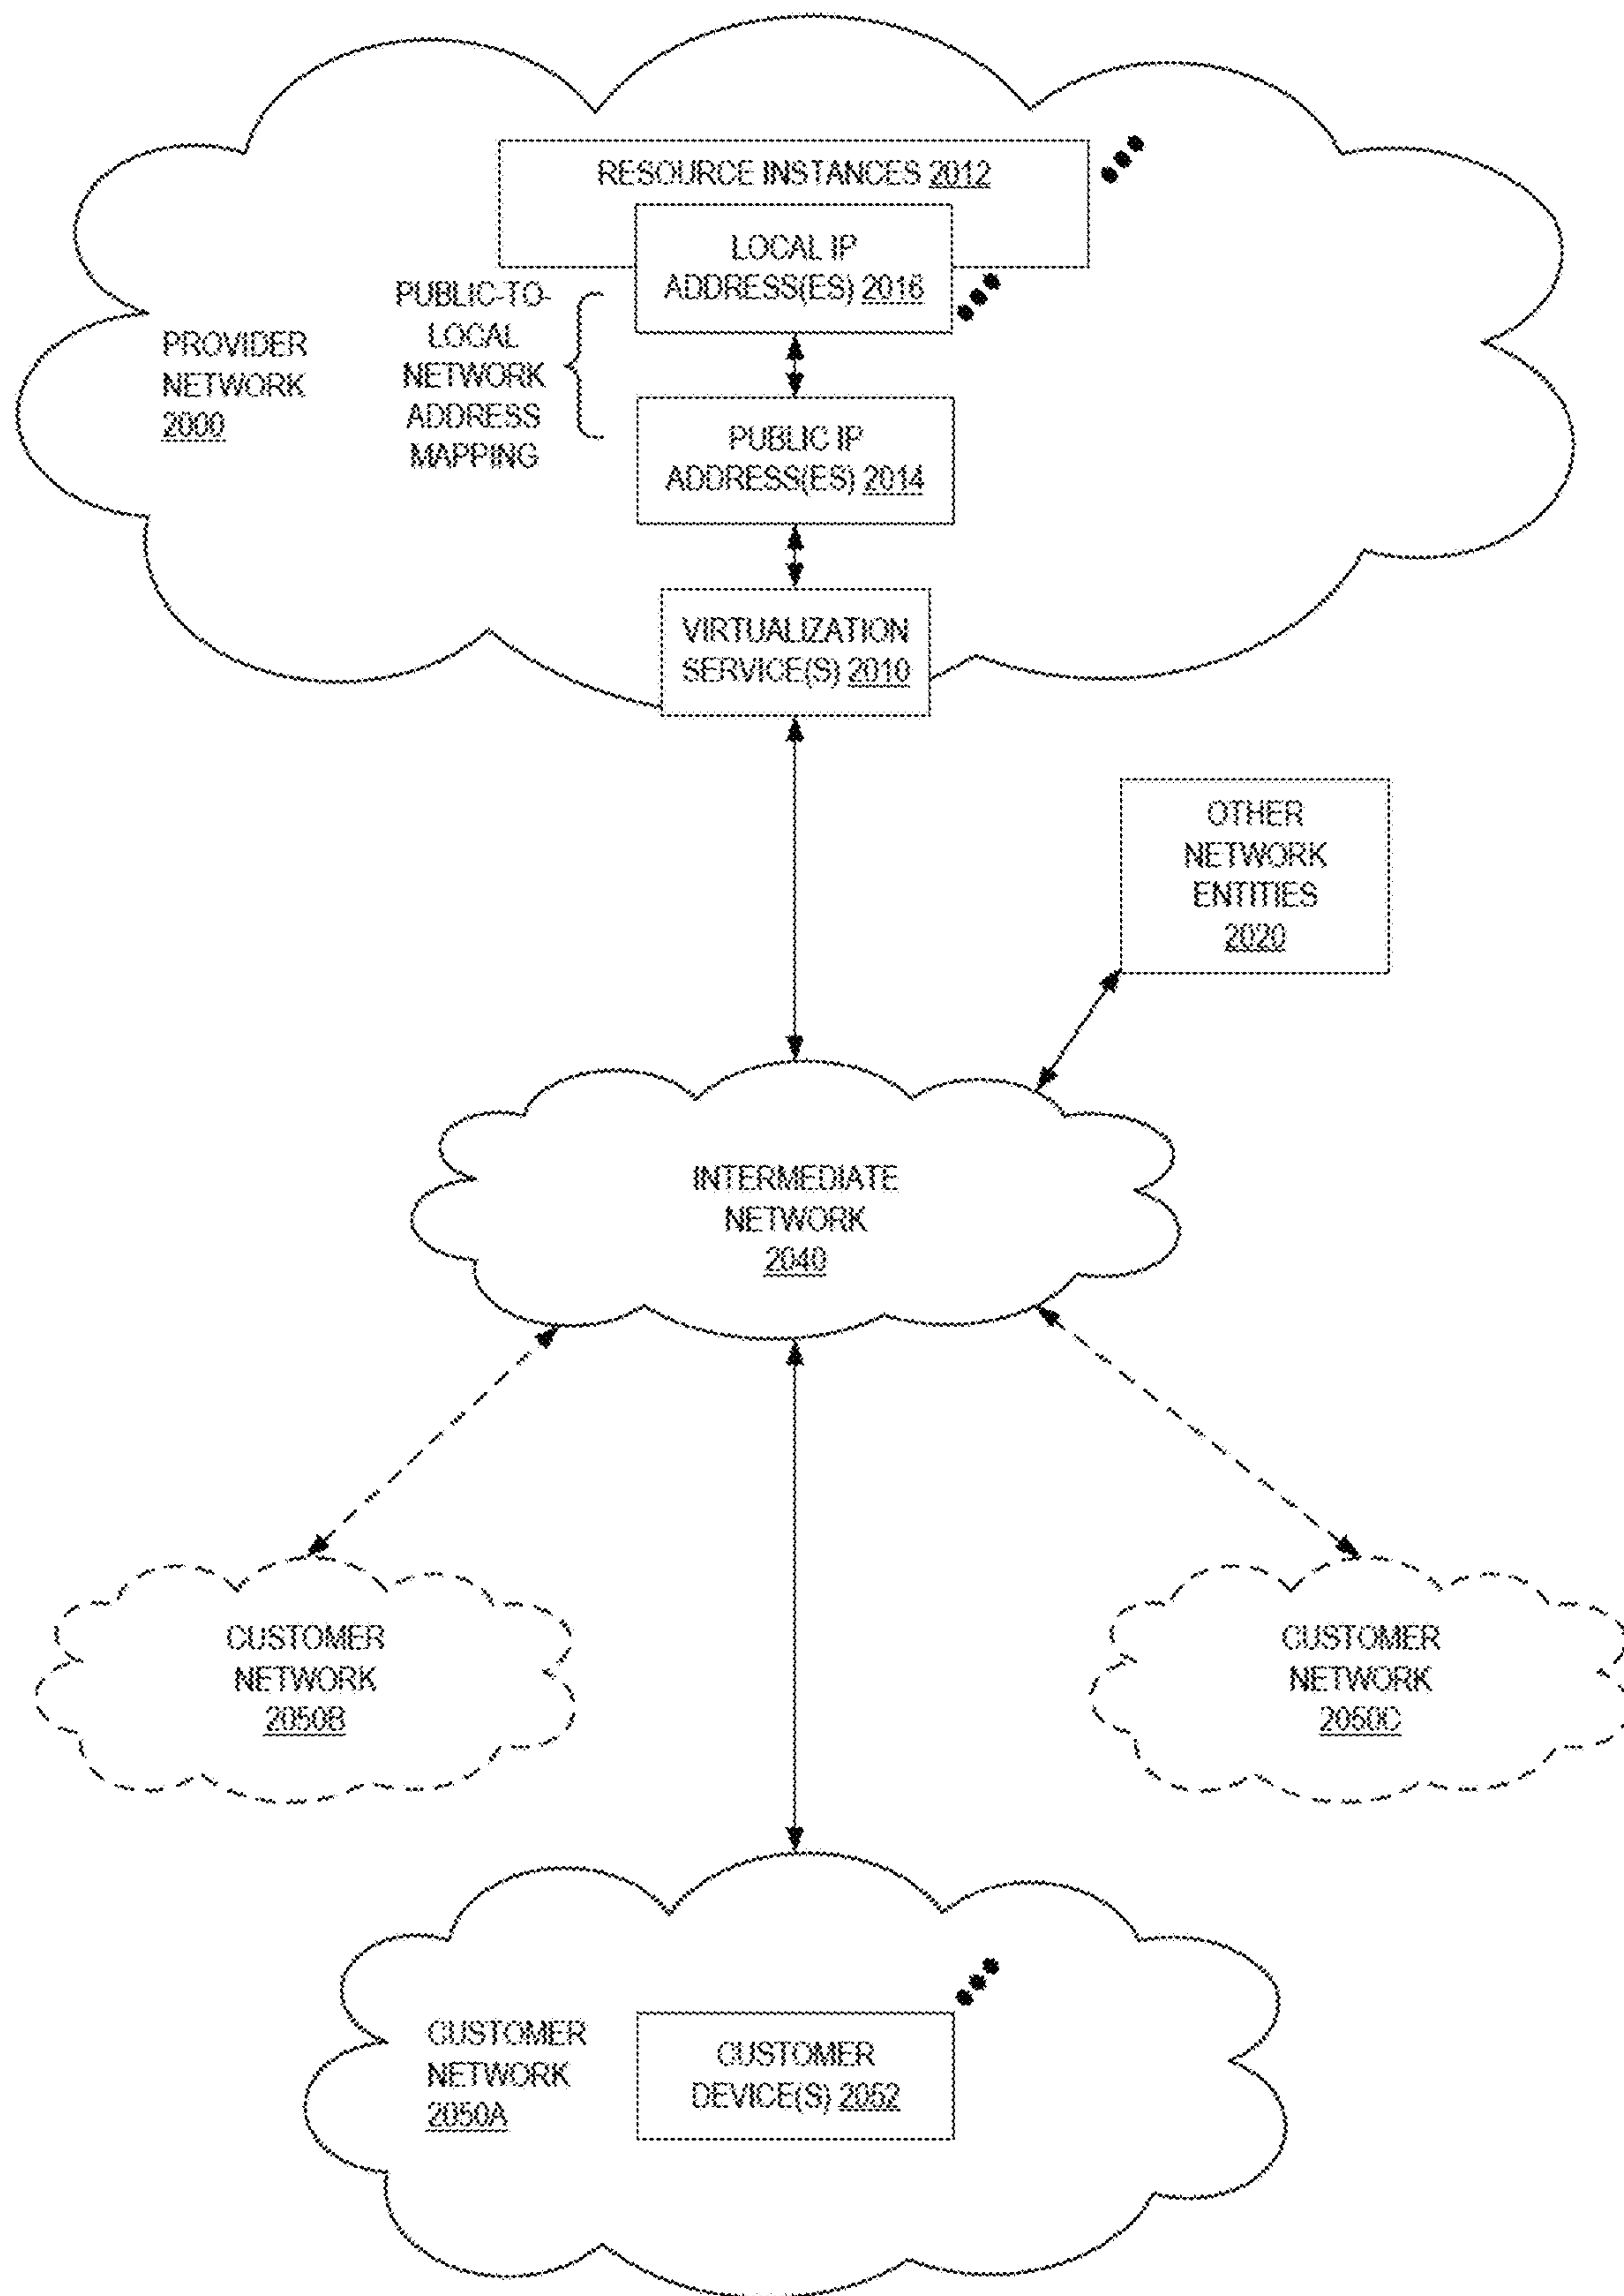 RESOURCE INSTANCES 2012
LOCAL IP
ADDRESS(ES) 2016
PUBLIC-TO-
LOCAL
NETWORK
ADDRESS
MAPPING
PROVIDER
NETWORK
2000
PUBLIC IP
ADDRESS(ES) 2014
VIRTUALIZATION
SERVICE(S) 2010
OTHER
NETWORK
ENTITIES
2020
INTERMEDIATE
NETWORK
2040
CUSTOMER
NETWORK
2050B
CUSTOMER
NETWORK
2050C
CUSTOMER
NETWORK
2050A
CUSTOMER
DEVICE(S) 2052